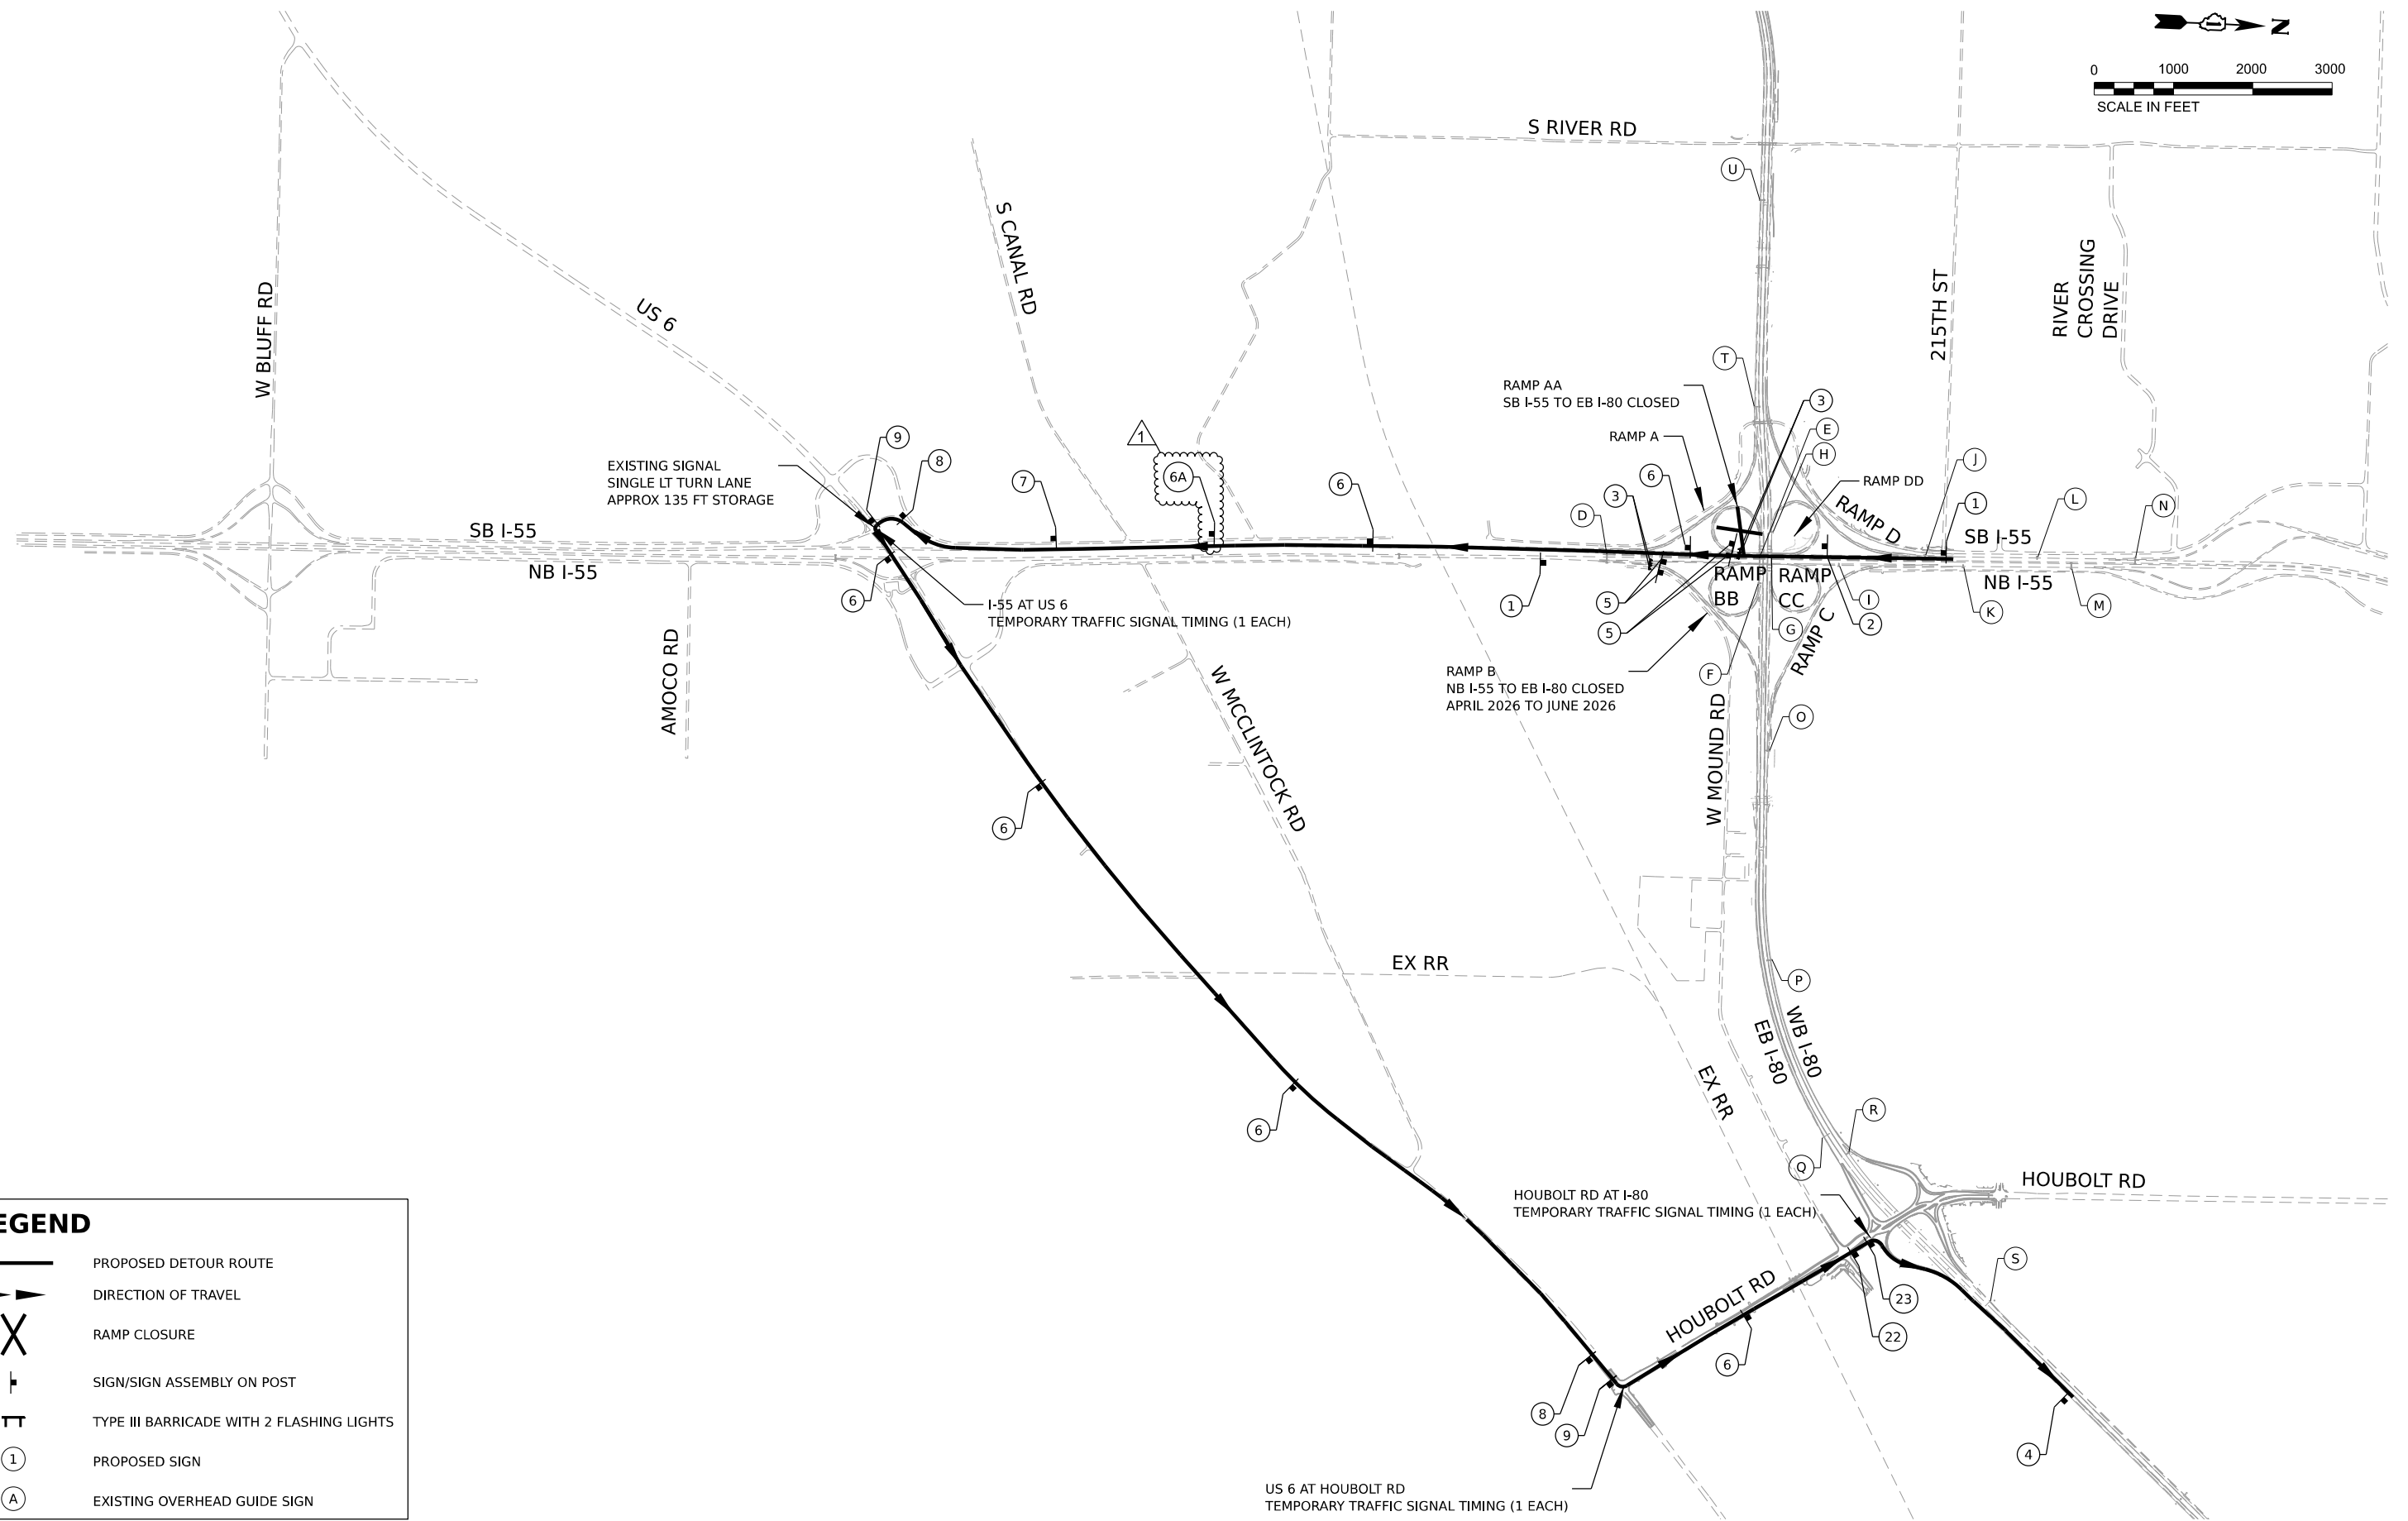 N
0 1000 2000 3000
SCALE IN FEET
S RIVER RD
U
S CANAL RD
RIVER
CROSSING
DRIVE
215TH ST
W BLUFF RD
US 6
T
RAMP AA
SB I-55 TO EB I-80 CLOSED
3
E
RAMP A
H
1
9
8
EXISTING SIGNAL
SINGLE LT TURN LANE
APPROX 135 FT STORAGE
7
6A
6
6
3
D
RAMP DD
J
1
L
N
RAMP D
SB I-55
NB I-55
SB I-55
NB I-55
RAMP
BB
RAMP
CC
6
I-55 AT US 6
TEMPORARY TRAFFIC SIGNAL TIMING (1 EACH)
1
5
5
I
K
M
2
G
RAMP C
AMOCO RD
W MCCLINTOCK RD
RAMP B
NB I-55 TO EB I-80 CLOSED
APRIL 2026 TO JUNE 2026
F
W MOUND RD
O
6
EX RR
P
WB I-80
EB I-80
EX RR
6
R
Q
HOUBOLT RD
HOUBOLT RD AT I-80
TEMPORARY TRAFFIC SIGNAL TIMING (1 EACH)
S
HOUBOLT RD
23
22
6
8
9
4
US 6 AT HOUBOLT RD
TEMPORARY TRAFFIC SIGNAL TIMING (1 EACH)
EGEND
PROPOSED DETOUR ROUTE
DIRECTION OF TRAVEL
RAMP CLOSURE
SIGN/SIGN ASSEMBLY ON POST
TYPE III BARRICADE WITH 2 FLASHING LIGHTS
1 PROPOSED SIGN
A EXISTING OVERHEAD GUIDE SIGN